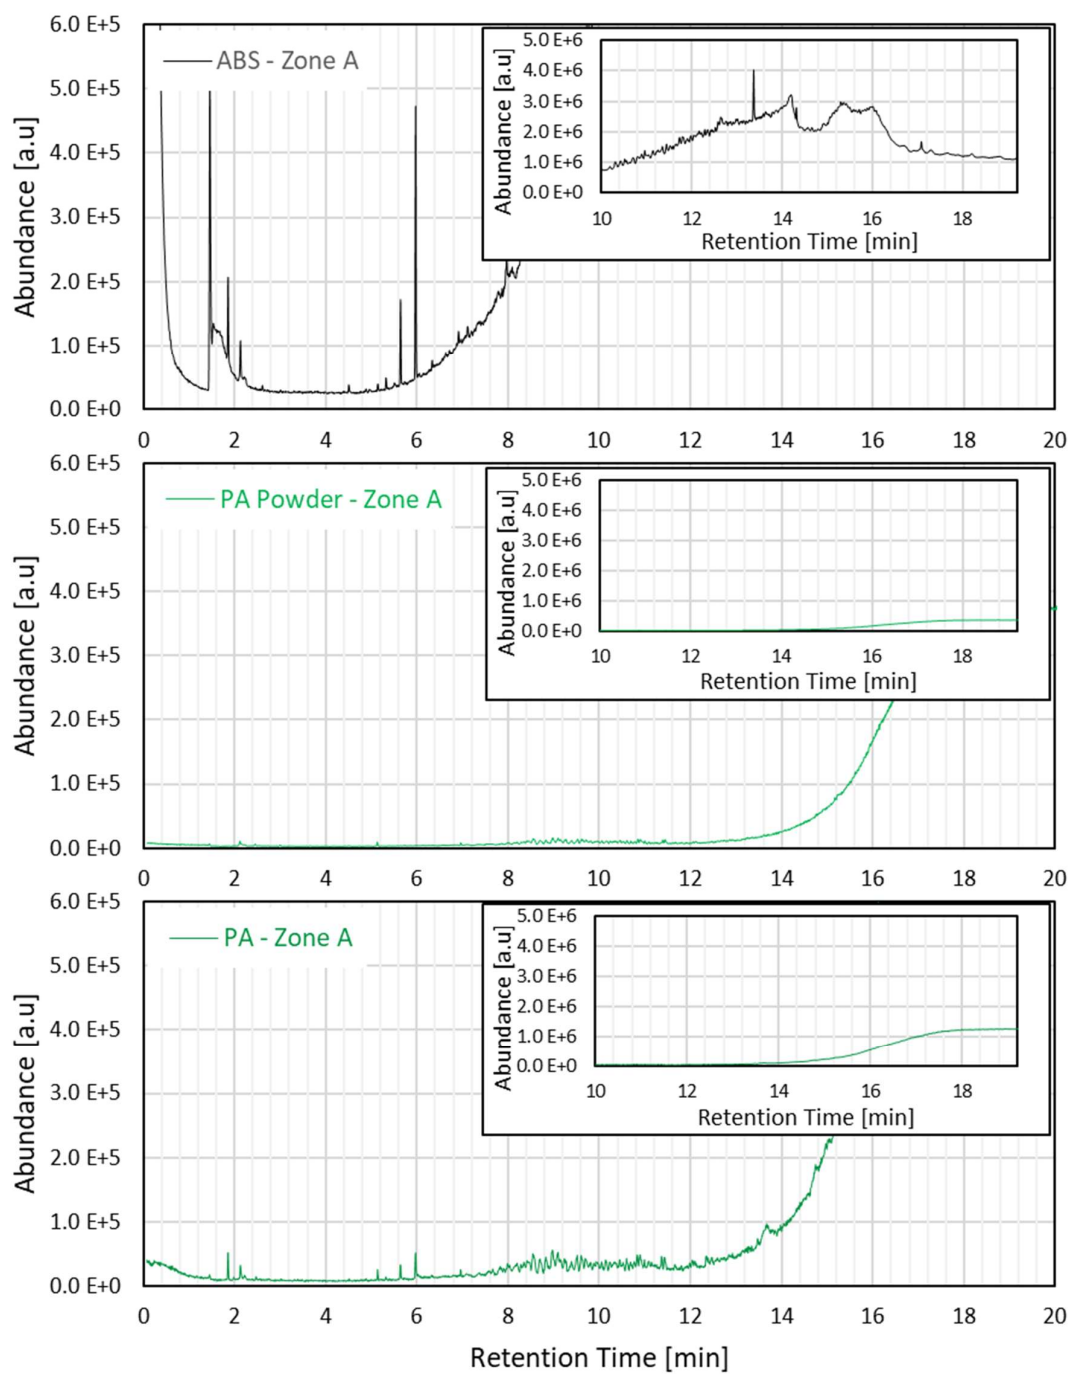 6.0 E+5
5.0 E+5
4.0 E+5
3.0 E+5
2.0 E+5
1.0 E+5
0.0 E+0
Abundance [a.u]
ABS - Zone A
0 2 4 6 8 10 12 14 16 18 20
5.0 E+6
4.0 E+6
3.0 E+6
2.0 E+6
1.0 E+6
0.0 E+0
Abundance [a.u]
10 12 14 16 18
Retention Time [min]
6.0 E+5
5.0 E+5
4.0 E+5
3.0 E+5
2.0 E+5
1.0 E+5
0.0 E+0
Abundance [a.u]
PA Powder - Zone A
0 2 4 6 8 10 12 14 16 18 20
5.0 E+6
4.0 E+6
3.0 E+6
2.0 E+6
1.0 E+6
0.0 E+0
Abundance [a.u]
10 12 14 16 18
Retention Time [min]
6.0 E+5
5.0 E+5
4.0 E+5
3.0 E+5
2.0 E+5
1.0 E+5
0.0 E+0
Abundance [a.u]
PA - Zone A
0 2 4 6 8 10 12 14 16 18 20
5.0 E+6
4.0 E+6
3.0 E+6
2.0 E+6
1.0 E+6
0.0 E+0
Abundance [a.u]
10 12 14 16 18
Retention Time [min]
Retention Time [min]